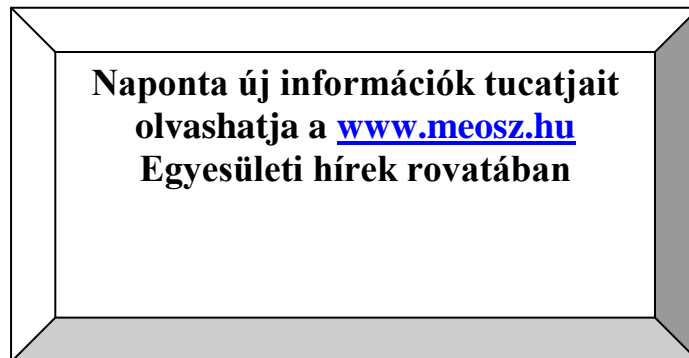 Naponta új információk tucatjait
olvashatja a www.meosz.hu
Egyesületi hírek rovatában